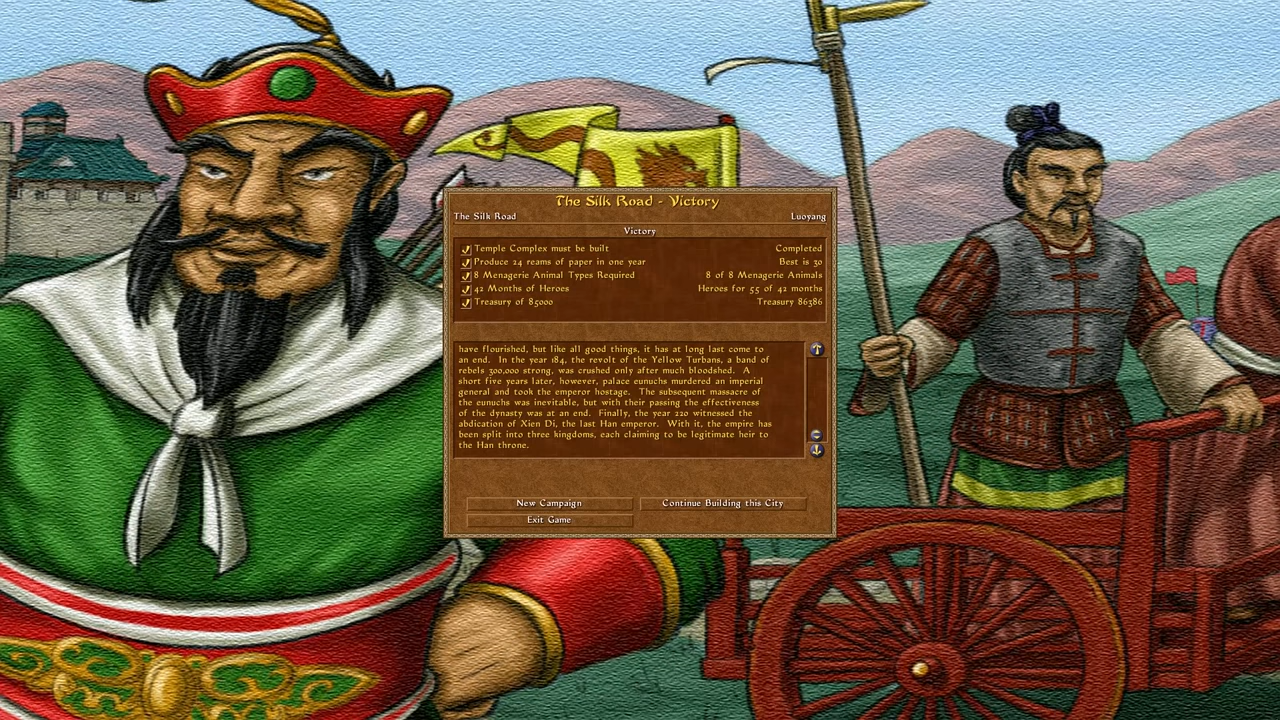 The Silk Road - Victory
The Silk Road Luoyang
Victory
Temple Complex must be built Completed
Produce 24 reams of paper in one year Best is 30
8 Menagerie Animal Types Required 8 of 8 Menagerie Animals
42 Months of Heroes Heroes for 55 of 42 months
Treasury of 85000 Treasury 86386
have flourished, but like all good things, it has at long last come to
an end. In the year 184, the revolt of the Yellow Turbans, a band of
rebels 300,000 strong, was crushed only after much bloodshed. A
short five years later, however, palace eunuchs murdered an imperial
general and took the emperor hostage. The subsequent massacre of
the eunuchs was inevitable, but with their passing the effectiveness
of the dynasty was at an end. Finally, the year 220 witnessed the
abdication of Xien Di, the last Han emperor. With it, the empire has
been split into three kingdoms, each claiming to be legitimate heir to
the Han throne.
New Campaign Continue Building this City
Exit Game